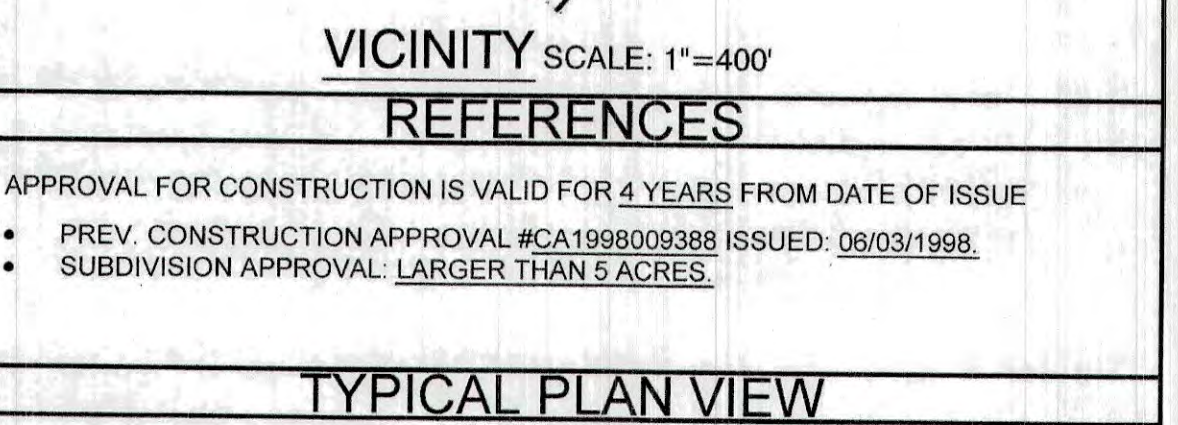 VICINITY SCALE: 1"=400'
REFERENCES
APPROVAL FOR CONSTRUCTION IS VALID FOR 4 YEARS FROM DATE OF ISSUE
• PREV. CONSTRUCTION APPROVAL #CA1998009388 ISSUED: 06/03/1998.
• SUBDIVISION APPROVAL: LARGER THAN 5 ACRES.
TYPICAL PLAN VIEW